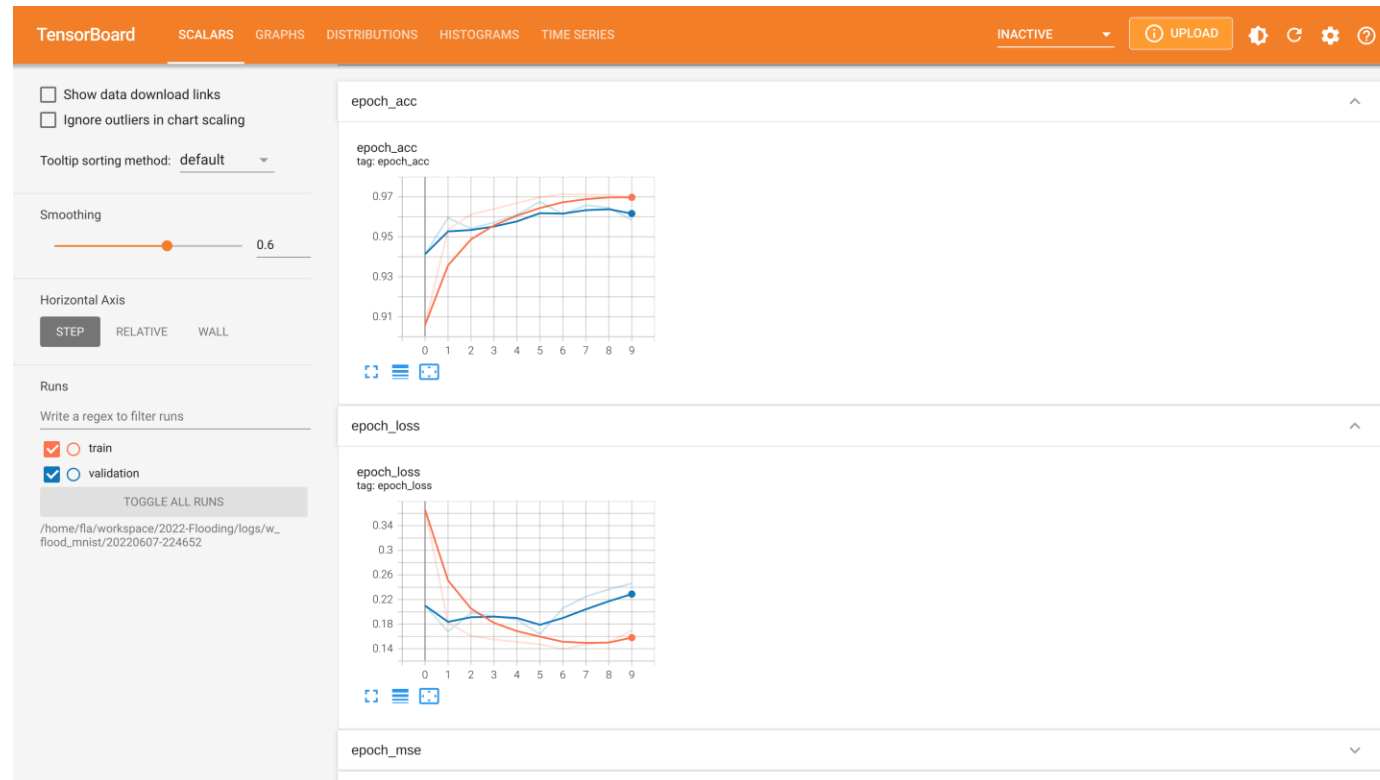 TensorBoard SCALARS GRAPHS DISTRIBUTIONS HISTOGRAMS TIME SERIES INACTIVE UPLOAD
Show data download links
Ignore outliers in chart scaling
Tooltip sorting method: default
Smoothing
0.6
Horizontal Axis
STEP RELATIVE WALL
Runs
Write a regex to filter runs
train
validation
TOGGLE ALL RUNS
/home/fla/workspace/2022-Flooding/logs/w_
flood_mnist/20220607-224652
epoch_acc
epoch_acc
tag: epoch_acc
0.97
0.95
0.93
0.91
0 1 2 3 4 5 6 7 8 9
epoch_loss
epoch_loss
tag: epoch_loss
0.34
0.3
0.26
0.22
0.18
0.14
0 1 2 3 4 5 6 7 8 9
epoch_mse